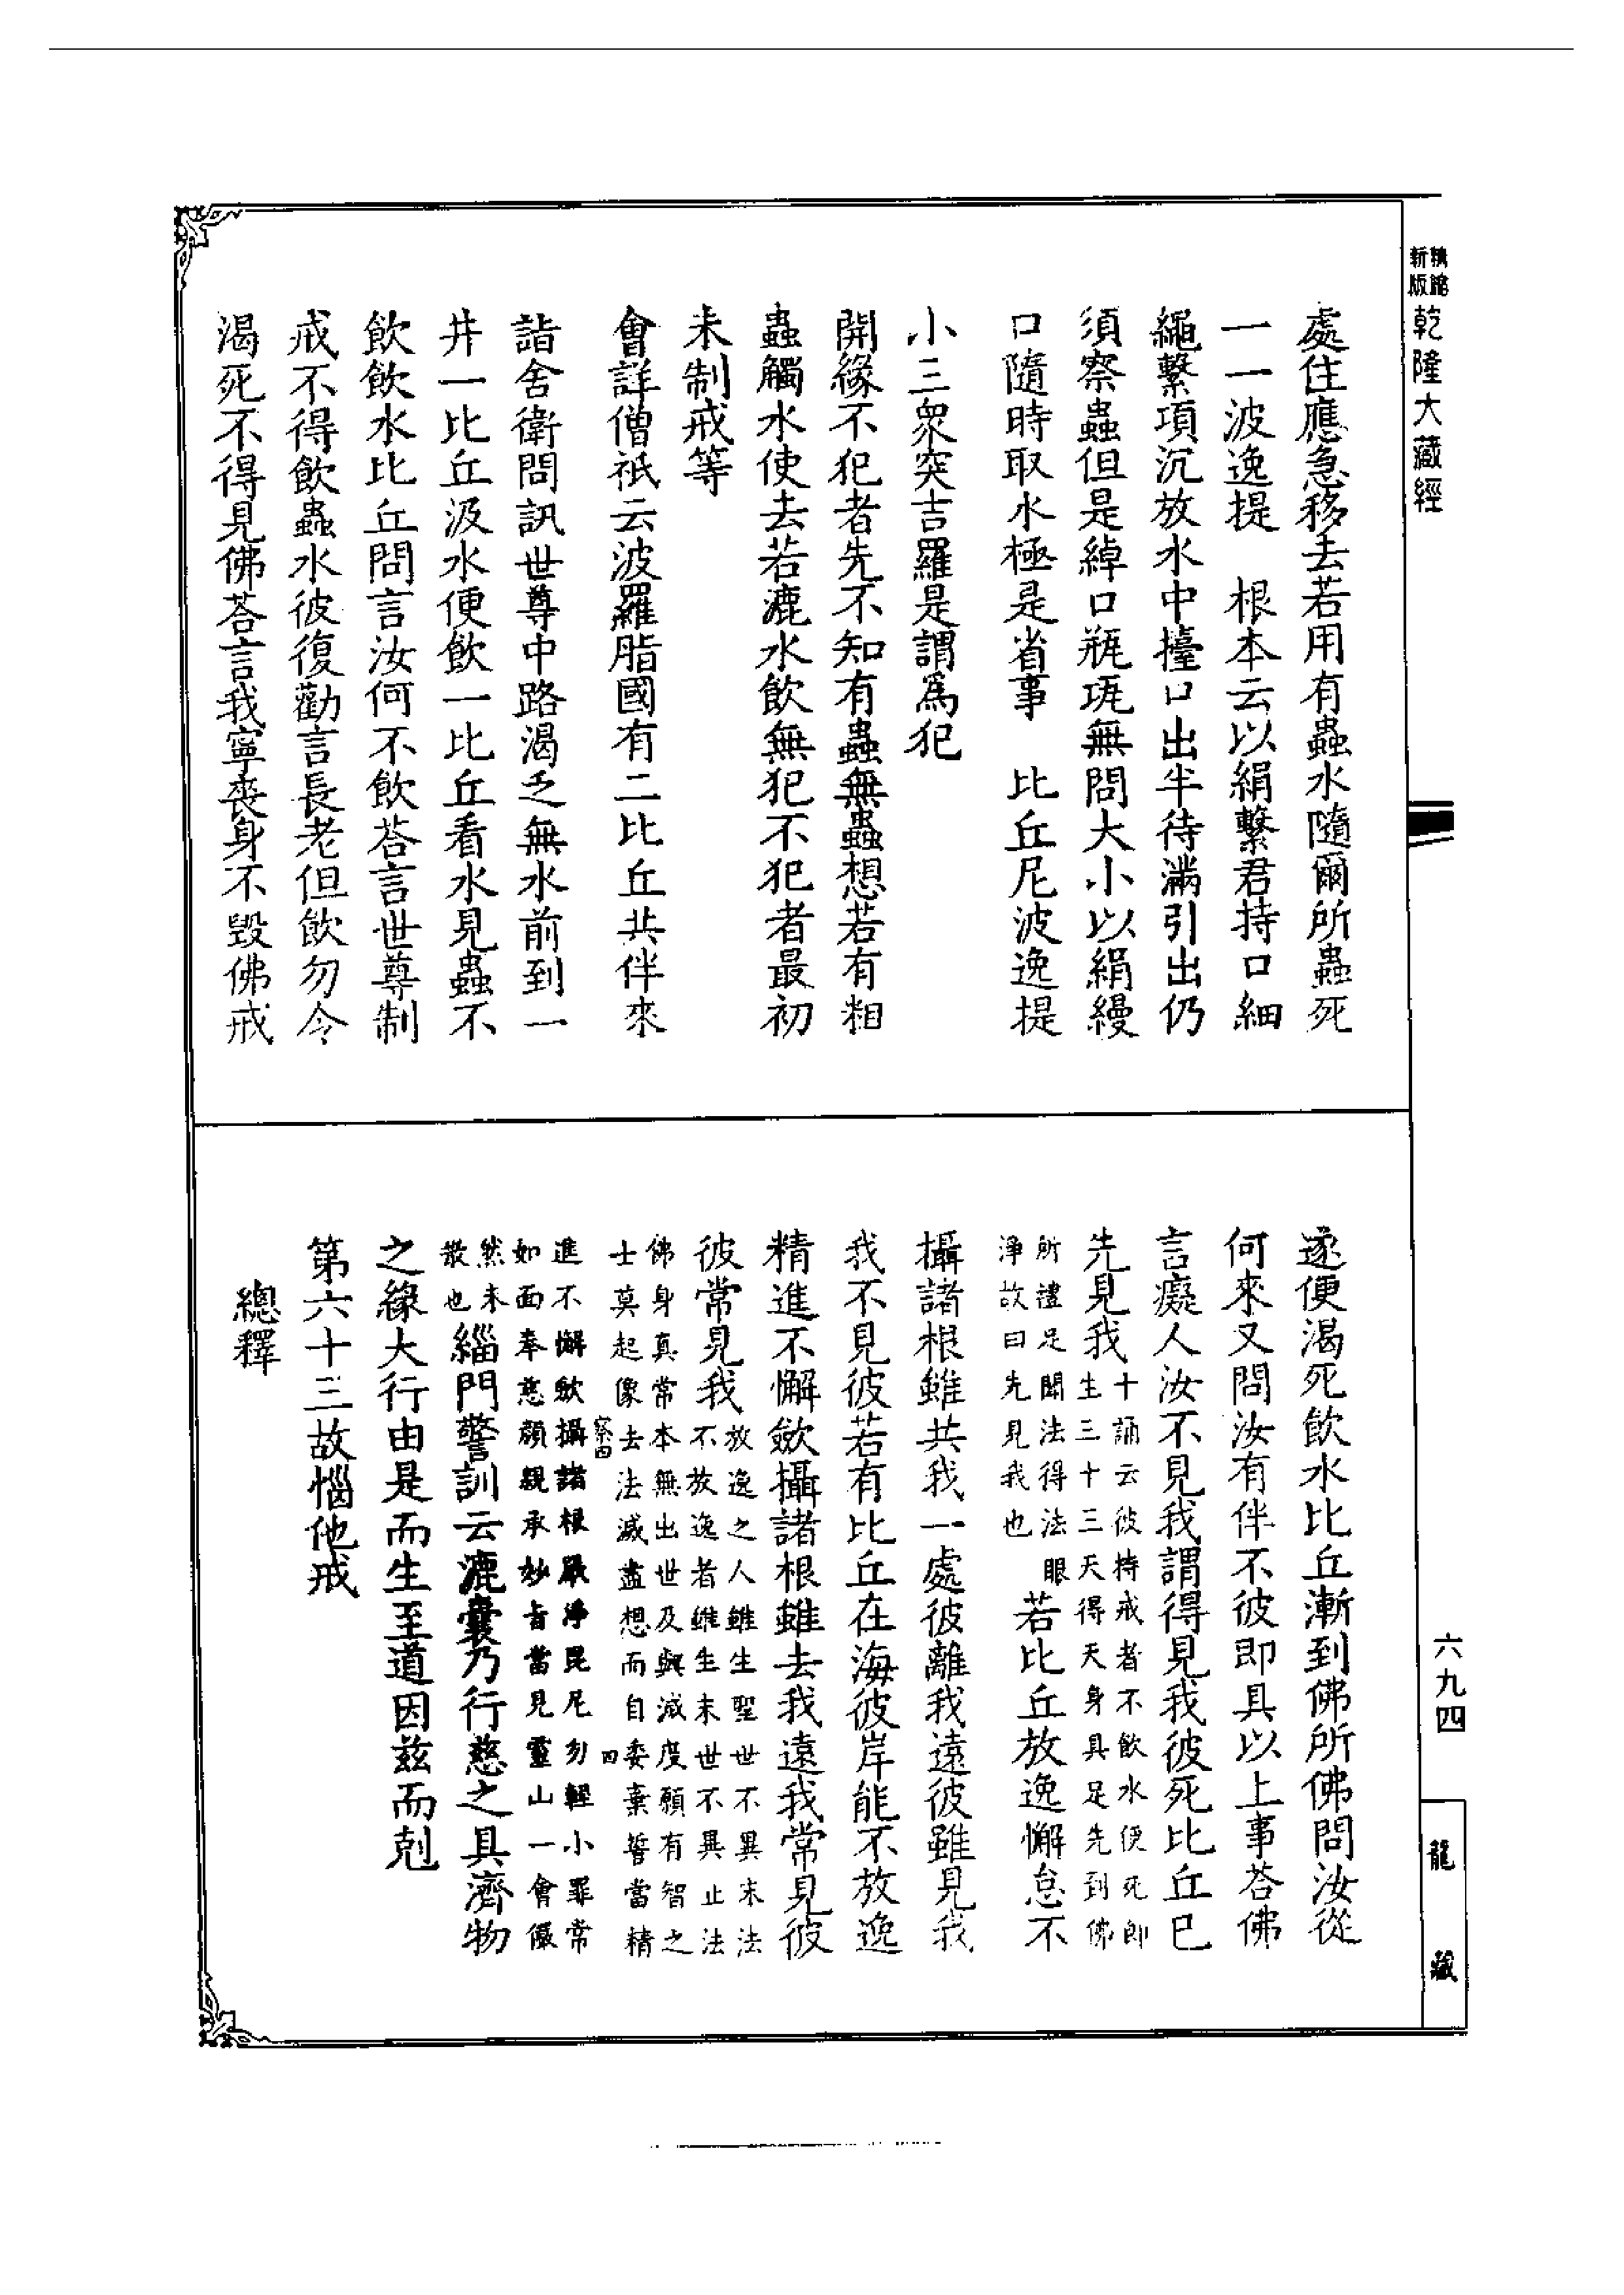 精縮
新版
乾隆大藏經
處住應急移去若用有蟲水隨爾所蟲死
一一波逸提　根本云以絹繫君持口細
繩繫項沉放水中擡口出半待滿引出仍
須察蟲但是綽口瓶瓨無問大小以絹縵
口隨時取水極是省事　比丘尼波逸提
小三衆突吉羅是謂爲犯
開緣不犯者先不知有蟲無蟲想若有粗
蟲觸水使去若漉水飲無犯不犯者最初
未制戒等
會詳僧祇云波羅脂國有二比丘共伴來
詣舍衛問訊世尊中路渴乏無水前到一
井一比丘汲水便飲一比丘看水見蟲不
飲飲水比丘問言汝何不飲荅言世尊制
戒不得飲蟲水彼復勸言長老但飲勿令
渴死不得見佛荅言我寧喪身不毀佛戒
遂便渴死飲水比丘漸到佛所佛問汝從
何來又問汝有伴不彼即具以上事荅佛
言癡人汝不見我謂得見我彼死比丘已
先見我十誦云彼持戒者不飲水便死即
生三十三天得天身具足先到佛
所禮足聞法得法眼
淨故曰先見我也
若比丘放逸懈怠不
攝諸根雖共我一處彼離我遠彼雖見我
我不見彼若有比丘在海彼岸能不放逸
精進不懈斂攝諸根雖去我遠我常見彼
彼常見我放逸之人雖生聖世不異末法
不放逸者雖生末世不異正法
佛身真常本無出世及與滅度願有智之
士莫起像去法滅盡想而自委棄誓當精
進不懈斂攝諸根嚴淨毘尼勿輕小罪常
如面奉慈顏親承妙旨當見靈山一會儼
然未
散也
緇門警訓云漉囊乃行慈之具濟物
之緣大行由是而生至道因茲而剋
第六十三故惱他戒
總釋
六九四
龍藏